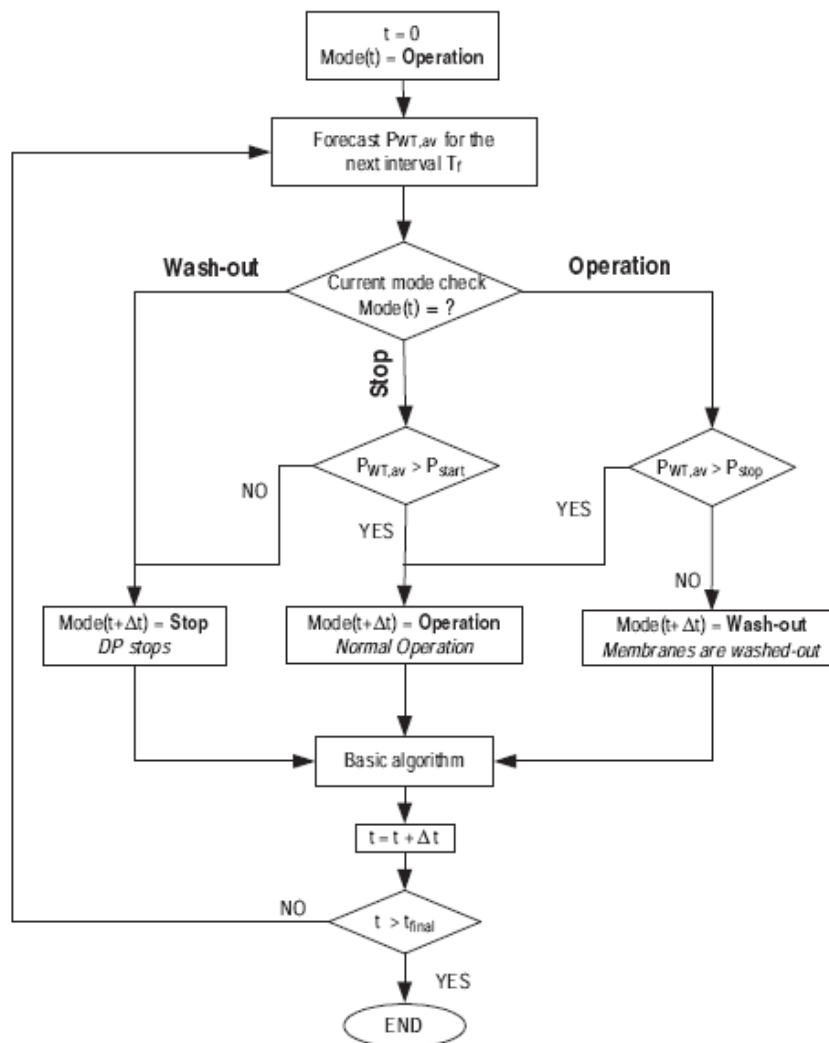 t = 0
Mode(t) = Operation
Forecast PWT,av for the
next interval Tf
Wash-out
Operation
Current mode check
Mode(t) = ?
Stop
PWT,av > Pstart
PWT,av > Pstop
NO
YES
YES
NO
Mode(t+Δt) = Stop
DP stops
Mode(t+Δt) = Operation
Normal Operation
Mode(t+Δt) = Wash-out
Membranes are washed-out
Basic algorithm
t = t + Δt
NO
t > tfinal
YES
END